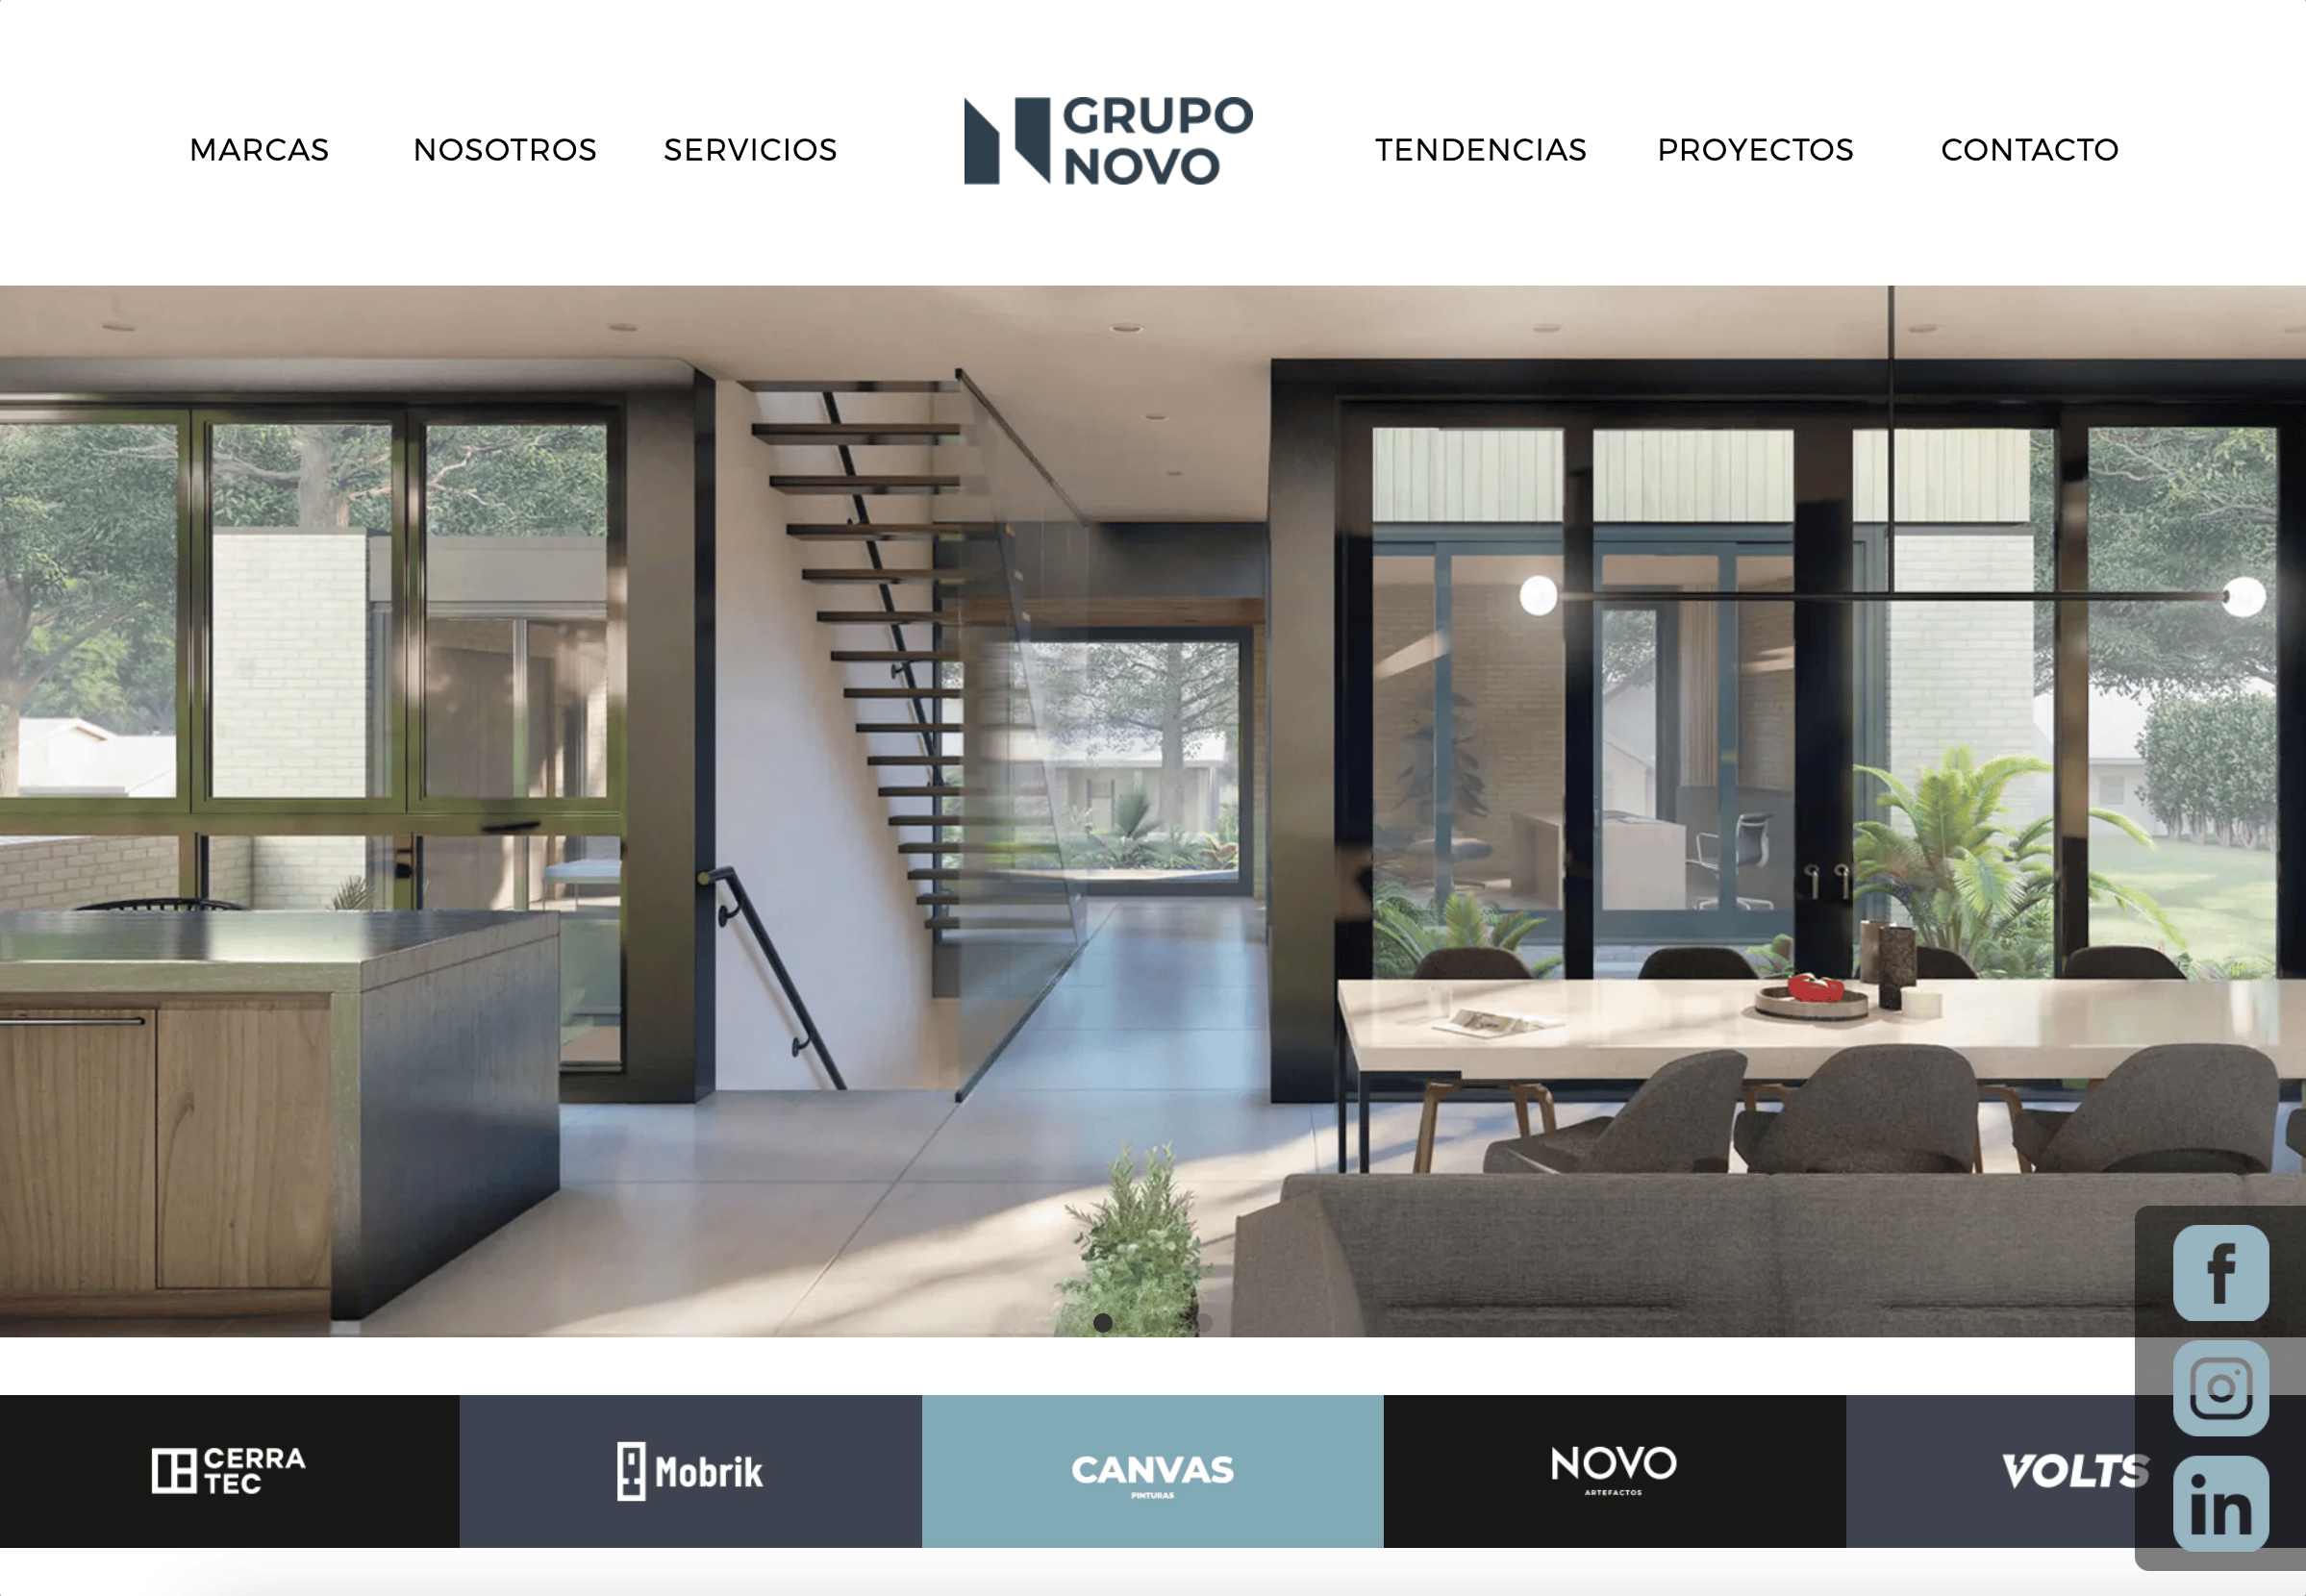 MARCAS
NOSOTROS
SERVICIOS
GRUPO
NOVO
TENDENCIAS
PROYECTOS
CONTACTO
CERRA
TEC
Mobrik
CANVAS
PINTURAS
NOVO
ARTEFACTOS
VOLTS
f
in